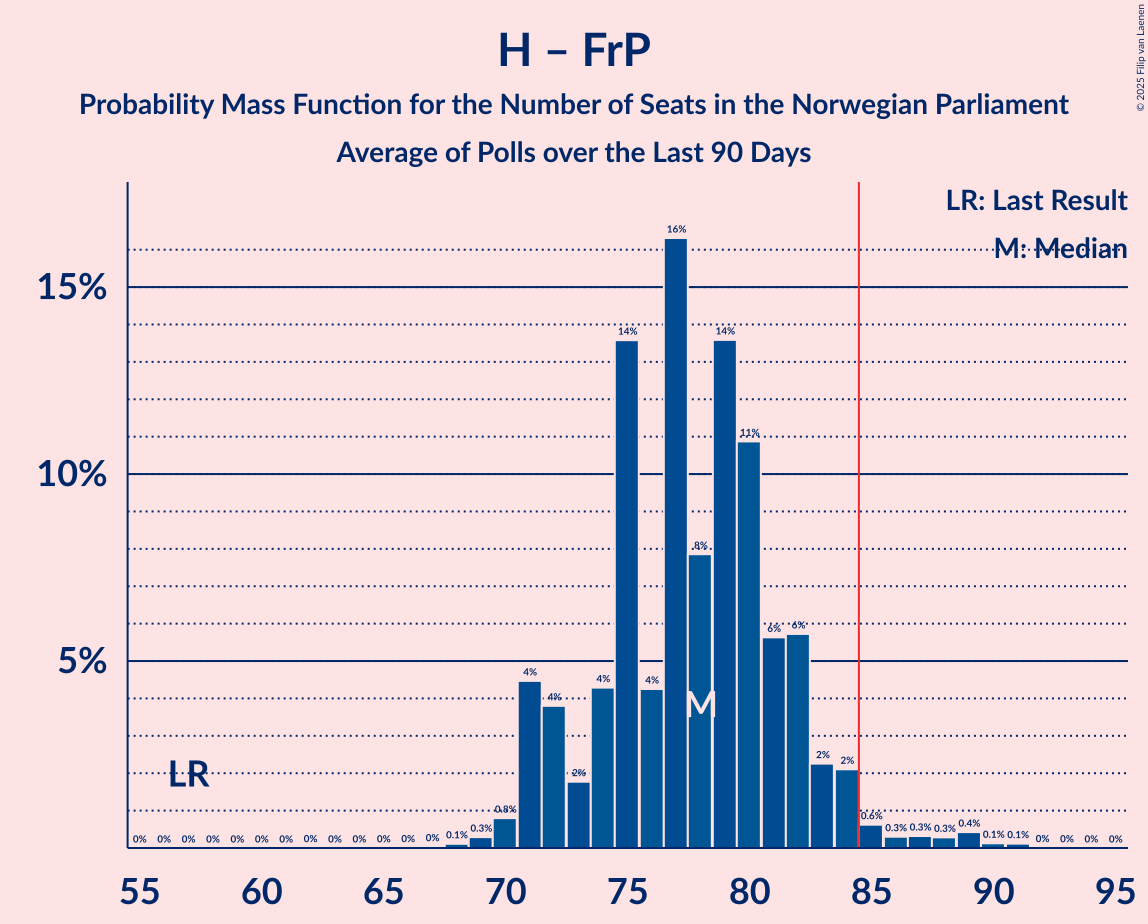 H – FrP
Probability Mass Function for the Number of Seats in the Norwegian Parliament
Average of Polls over the Last 90 Days
© 2025 Filip van Laenen
LR: Last Result
M: Median
15%
10%
5%
LR
M
0% 0% 0% 0% 0% 0% 0% 0% 0% 0% 0% 0% 0% 0.1% 0.3% 0.8% 4% 4% 2% 4% 14% 4% 16% 8% 14% 11% 6% 6% 2% 2% 0.6% 0.3% 0.3% 0.3% 0.4% 0.1% 0.1% 0% 0% 0% 0%
55 60 65 70 75 80 85 90 95